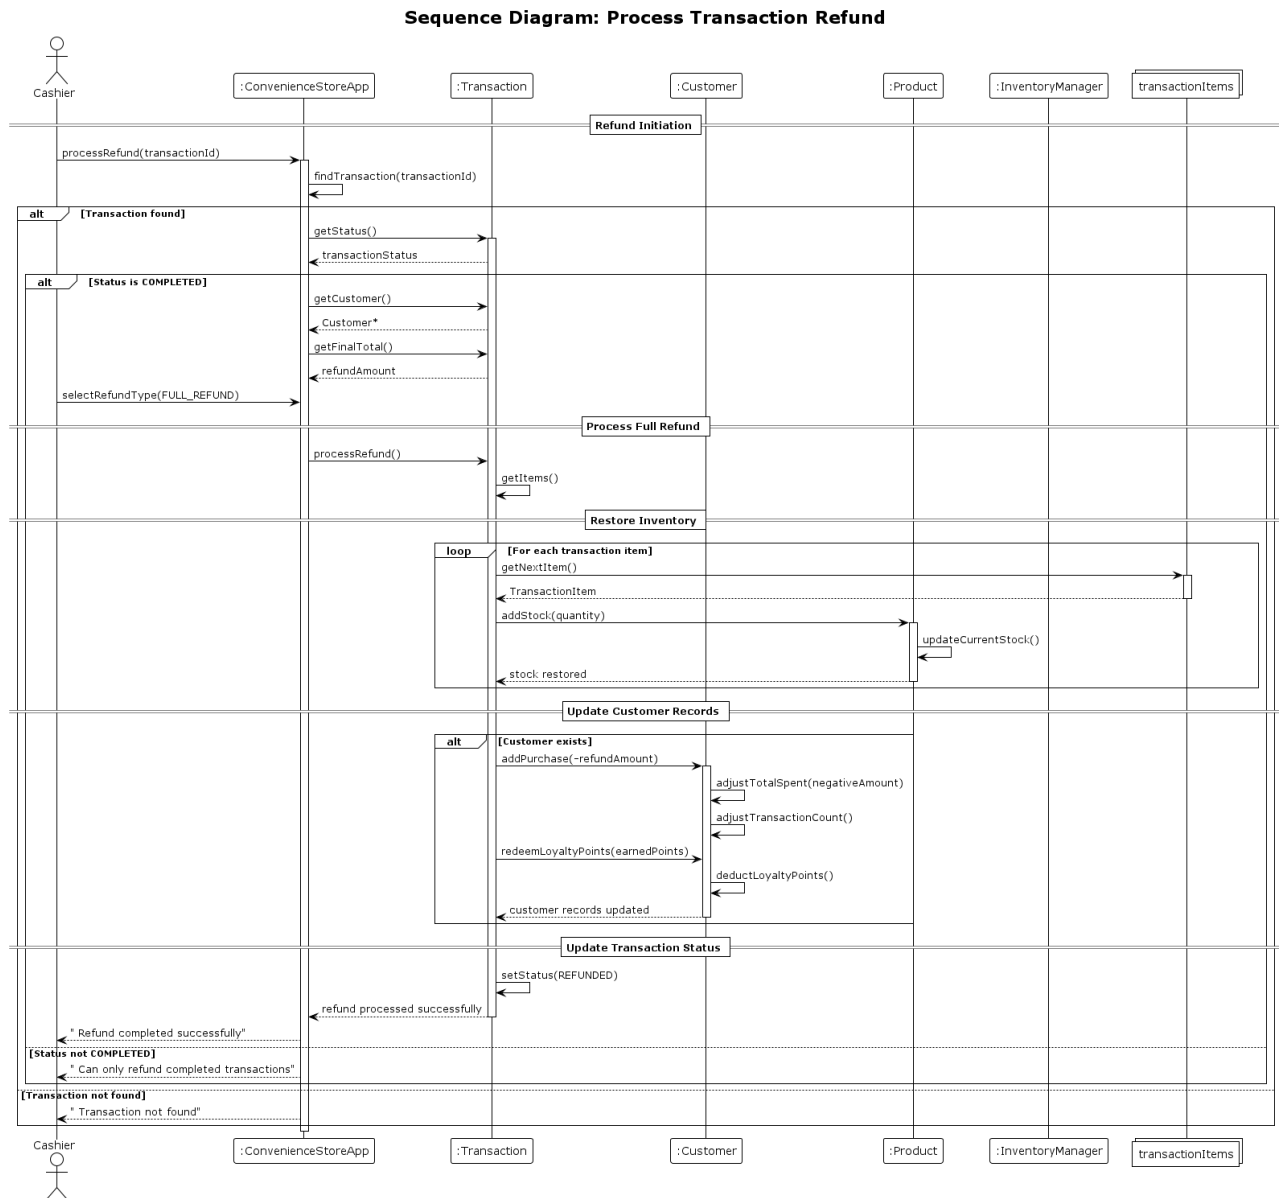 Sequence Diagram: Process Transaction Refund
Cashier
:ConvenienceStoreApp
:Transaction
:Customer
:Product
:InventoryManager
transactionItems
Refund Initiation
processRefund(transactionId)
findTransaction(transactionId)
alt
[Transaction found]
getStatus()
transactionStatus
alt
[Status is COMPLETED]
getCustomer()
Customer*
getFinalTotal()
refundAmount
selectRefundType(FULL_REFUND)
Process Full Refund
processRefund()
getItems()
Restore Inventory
loop
[For each transaction item]
getNextItem()
TransactionItem
addStock(quantity)
updateCurrentStock()
stock restored
Update Customer Records
alt
[Customer exists]
addPurchase(-refundAmount)
adjustTotalSpent(negativeAmount)
adjustTransactionCount()
redeemLoyaltyPoints(earnedPoints)
deductLoyaltyPoints()
customer records updated
Update Transaction Status
setStatus(REFUNDED)
refund processed successfully
" Refund completed successfully"
[Status not COMPLETED]
" Can only refund completed transactions"
[Transaction not found]
" Transaction not found"
Cashier
:ConvenienceStoreApp
:Transaction
:Customer
:Product
:InventoryManager
transactionItems